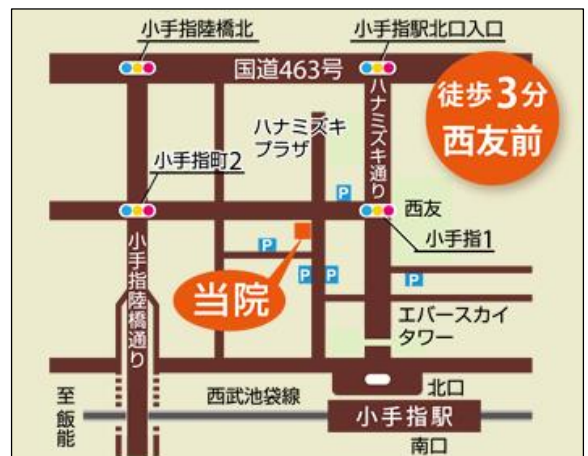 小手指陸橋北
小手指駅北口入口
国道463号
徒歩3分
西友前
ハナミズキ通り
ハナミズキ
プラザ
小手指町2
P
西友
小手指1
P
当院
P P
P
小手指陸橋通り
エバースカイ
タワー
北口
西武池袋線
至飯能
小手指駅
南口